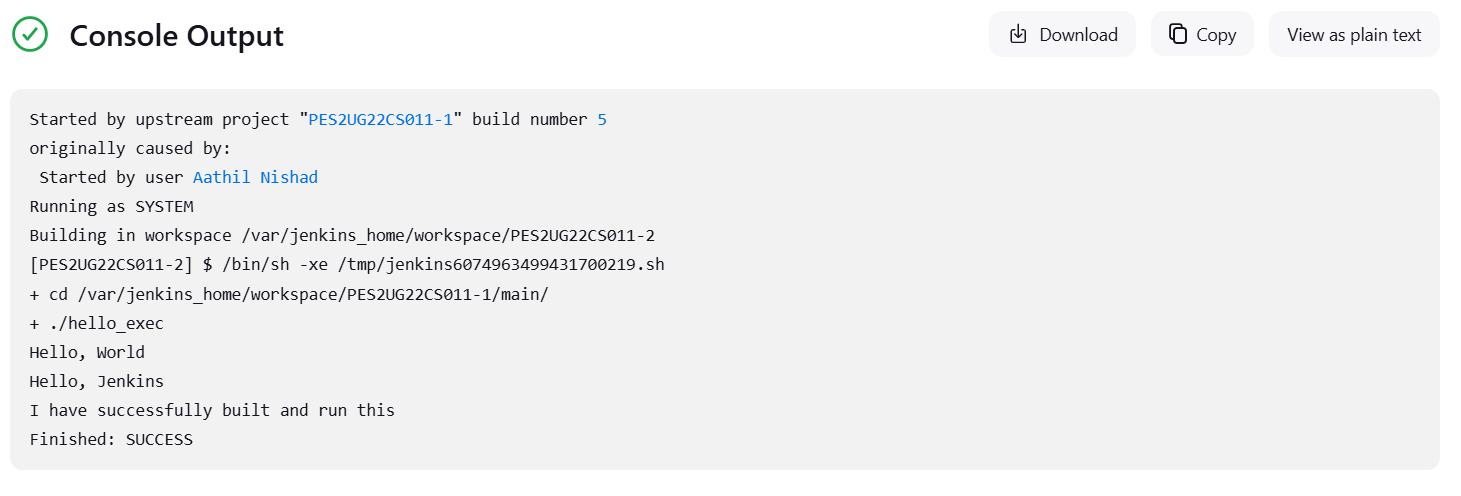 Console Output
Download
Copy
View as plain text
Started by upstream project "PES2UG22CS011-1" build number 5
originally caused by:
 Started by user Aathil Nishad
Running as SYSTEM
Building in workspace /var/jenkins_home/workspace/PES2UG22CS011-2
[PES2UG22CS011-2] $ /bin/sh -xe /tmp/jenkins6074963499431700219.sh
+ cd /var/jenkins_home/workspace/PES2UG22CS011-1/main/
+ ./hello_exec
Hello, World
Hello, Jenkins
I have successfully built and run this
Finished: SUCCESS